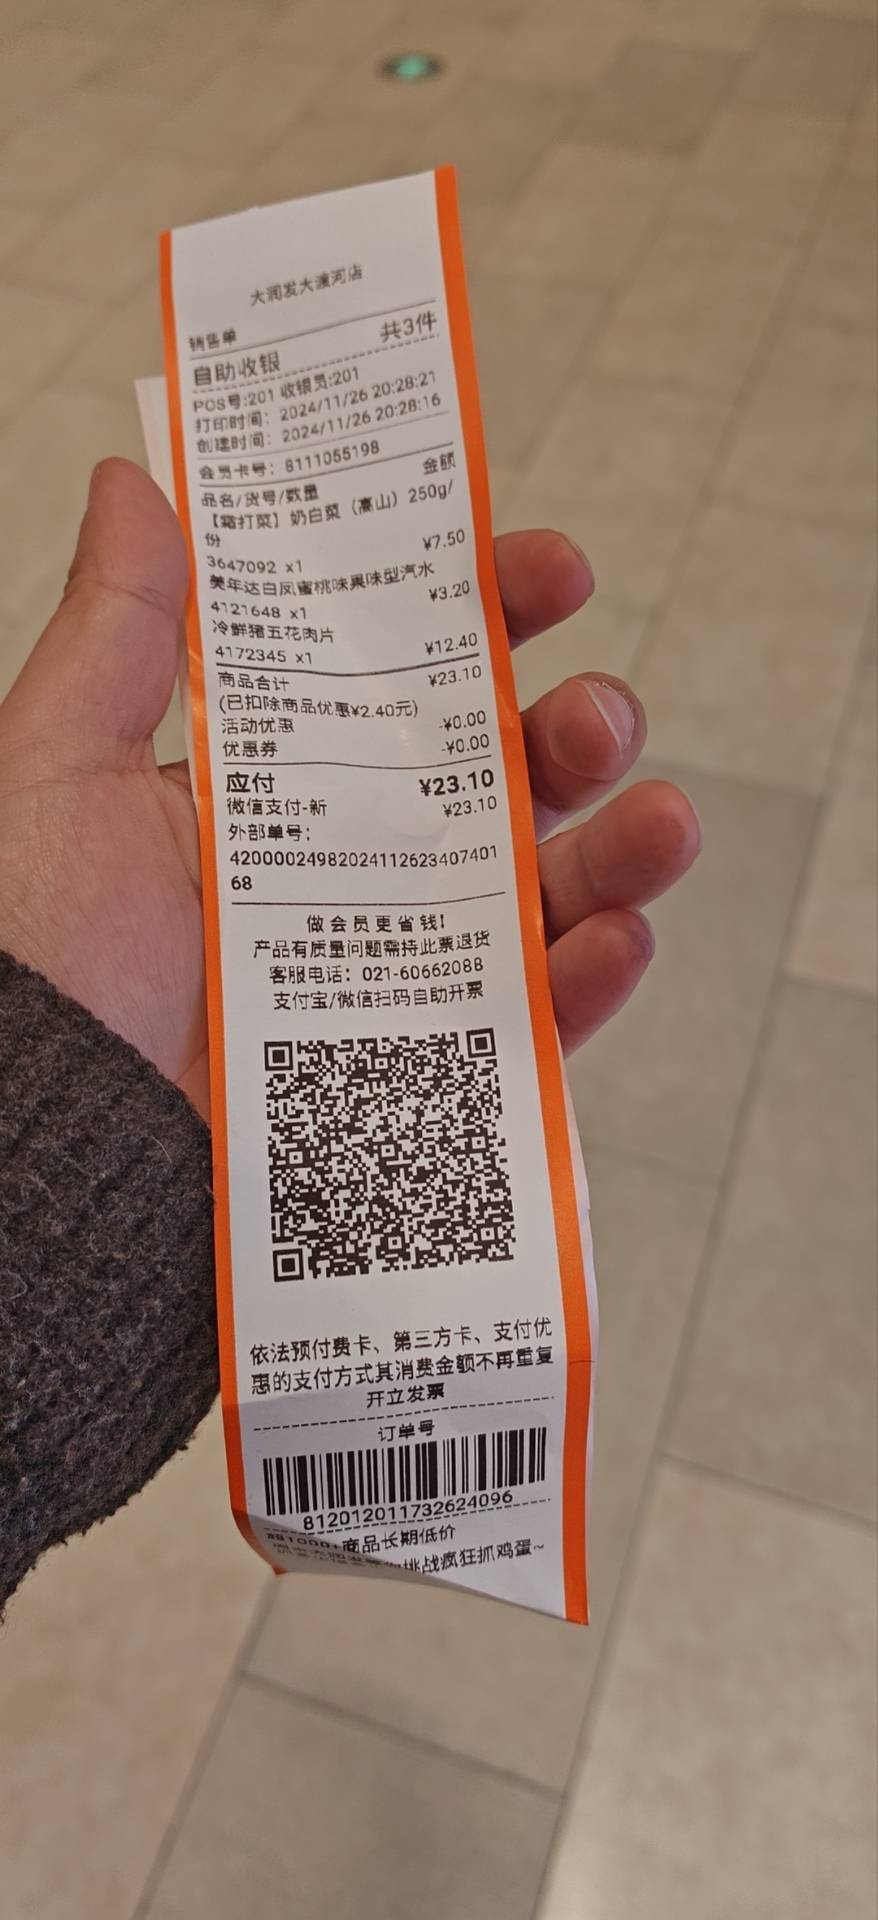 大润发大渡河店
销售单 共3件
自助收银
POS号:201 收银员:201
打印时间: 2024/11/26 20:28:21
创建时间: 2024/11/26 20:28:16
会员卡号: 8111055198
品名/货号/数量 金额
【霜打菜】奶白菜（高山）250g/
份
3647092 x1 ¥7.50
美年达白凤蜜桃味果味型汽水
4121648 x1 ¥3.20
冷鲜猪五花肉片
4172345 x1 ¥12.40
商品合计 ¥23.10
(已扣除商品优惠¥2.40元)
活动优惠 -¥0.00
优惠券 -¥0.00
应付 ¥23.10
微信支付-新 ¥23.10
外部单号:
42000024982024112623407401
68
做会员更省钱!
产品有质量问题需持此票退货
客服电话: 021-60662088
支付宝/微信扫码自助开票
依法预付费卡、第三方卡、支付优
惠的支付方式其消费金额不再重复
开立发票
订单号
812012011732624096
超1000+商品长期低价
挑战疯狂抓鸡蛋~